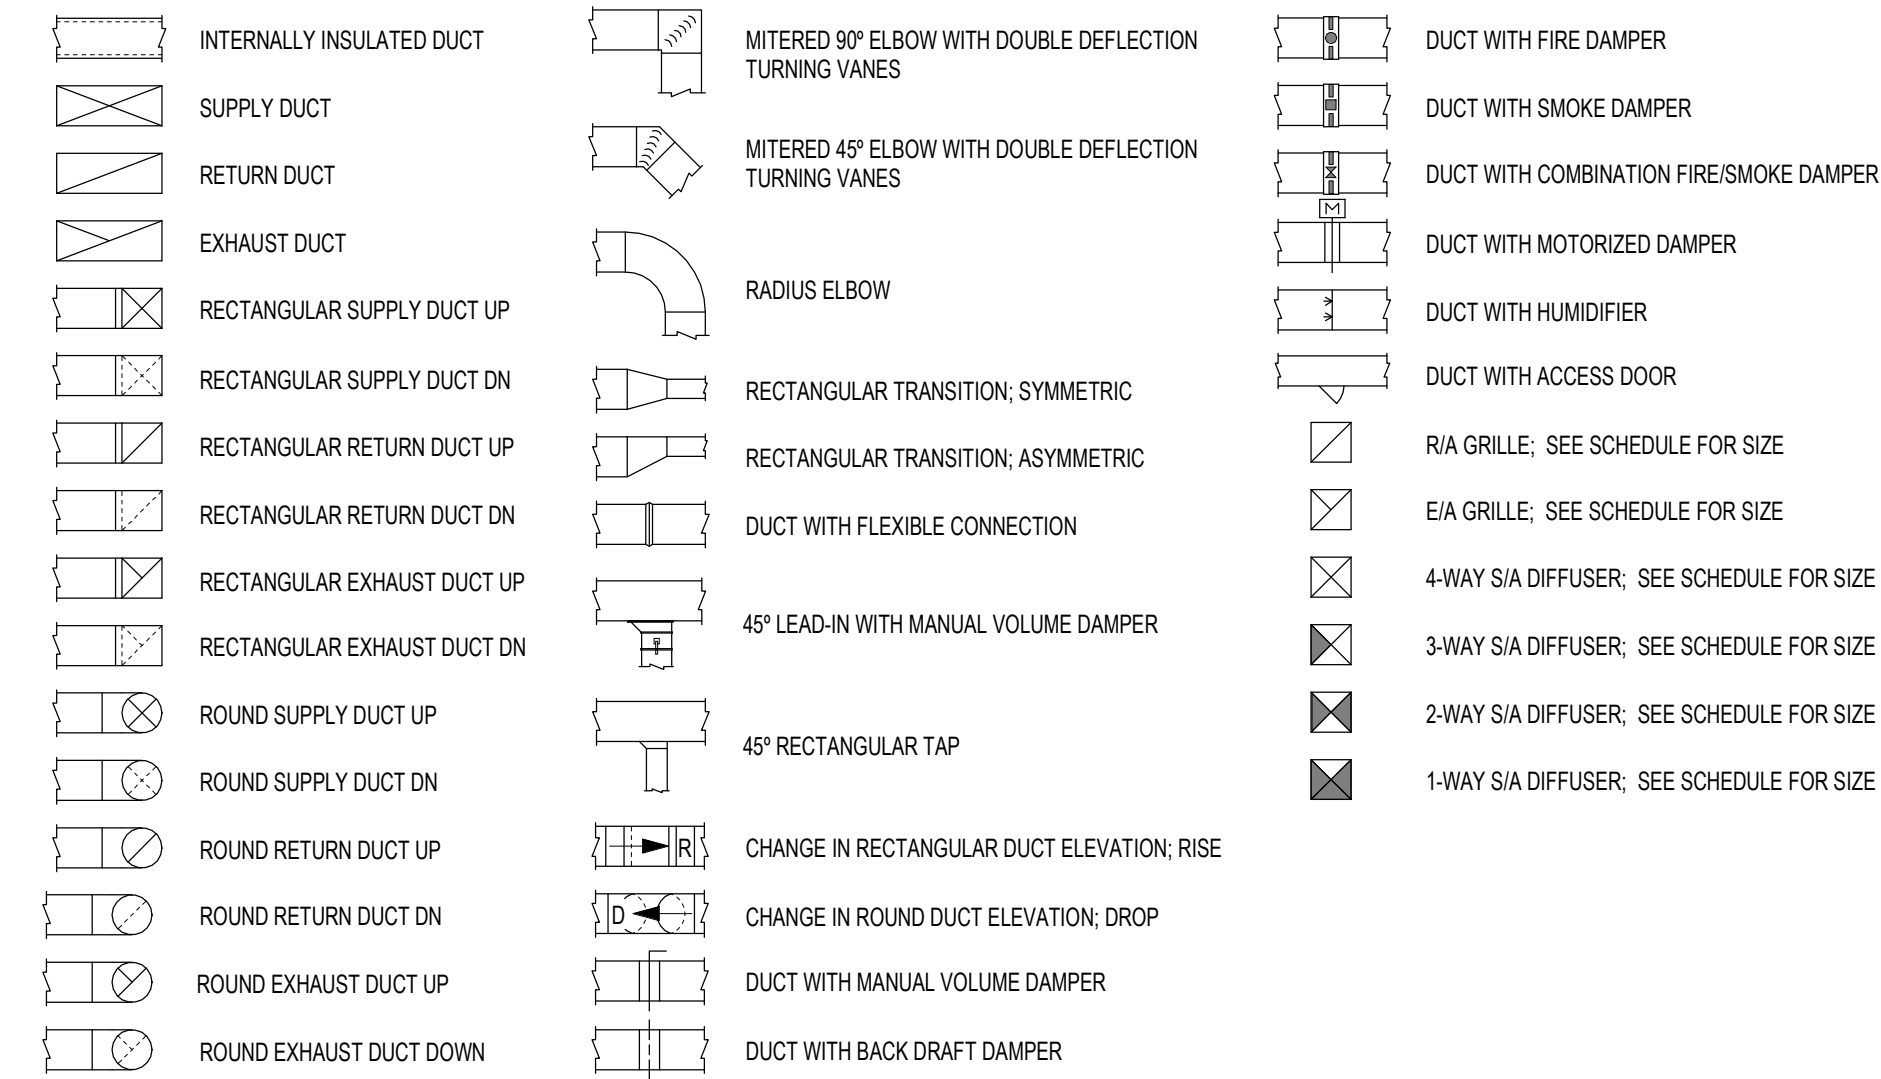 INTERNALLY INSULATED DUCT
SUPPLY DUCT
RETURN DUCT
EXHAUST DUCT
RECTANGULAR SUPPLY DUCT UP
RECTANGULAR SUPPLY DUCT DN
RECTANGULAR RETURN DUCT UP
RECTANGULAR RETURN DUCT DN
RECTANGULAR EXHAUST DUCT UP
RECTANGULAR EXHAUST DUCT DN
ROUND SUPPLY DUCT UP
ROUND SUPPLY DUCT DN
ROUND RETURN DUCT UP
ROUND RETURN DUCT DN
ROUND EXHAUST DUCT UP
ROUND EXHAUST DUCT DOWN
MITERED 90º ELBOW WITH DOUBLE DEFLECTION
TURNING VANES
MITERED 45º ELBOW WITH DOUBLE DEFLECTION
TURNING VANES
RADIUS ELBOW
RECTANGULAR TRANSITION; SYMMETRIC
RECTANGULAR TRANSITION; ASYMMETRIC
DUCT WITH FLEXIBLE CONNECTION
45º LEAD-IN WITH MANUAL VOLUME DAMPER
45º RECTANGULAR TAP
R
CHANGE IN RECTANGULAR DUCT ELEVATION; RISE
D
CHANGE IN ROUND DUCT ELEVATION; DROP
DUCT WITH MANUAL VOLUME DAMPER
DUCT WITH BACK DRAFT DAMPER
DUCT WITH FIRE DAMPER
DUCT WITH SMOKE DAMPER
DUCT WITH COMBINATION FIRE/SMOKE DAMPER
M
DUCT WITH MOTORIZED DAMPER
DUCT WITH HUMIDIFIER
DUCT WITH ACCESS DOOR
R/A GRILLE; SEE SCHEDULE FOR SIZE
E/A GRILLE; SEE SCHEDULE FOR SIZE
4-WAY S/A DIFFUSER; SEE SCHEDULE FOR SIZE
3-WAY S/A DIFFUSER; SEE SCHEDULE FOR SIZE
2-WAY S/A DIFFUSER; SEE SCHEDULE FOR SIZE
1-WAY S/A DIFFUSER; SEE SCHEDULE FOR SIZE